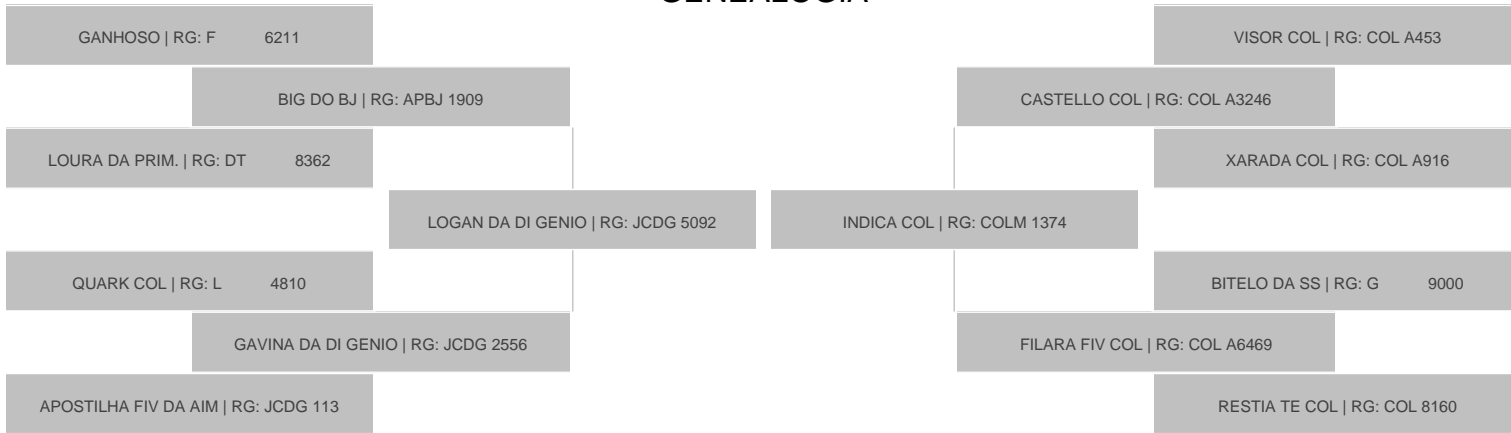 GENEALOGIA
GANHOSO | RG: F 6211
VISOR COL | RG: COL A453
BIG DO BJ | RG: APBJ 1909
CASTELLO COL | RG: COL A3246
LOURA DA PRIM. | RG: DT 8362
XARADA COL | RG: COL A916
LOGAN DA DI GENIO | RG: JCDG 5092
INDICA COL | RG: COLM 1374
QUARK COL | RG: L 4810
BITELO DA SS | RG: G 9000
GAVINA DA DI GENIO | RG: JCDG 2556
FILARA FIV COL | RG: COL A6469
APOSTILHA FIV DA AIM | RG: JCDG 113
RESTIA TE COL | RG: COL 8160